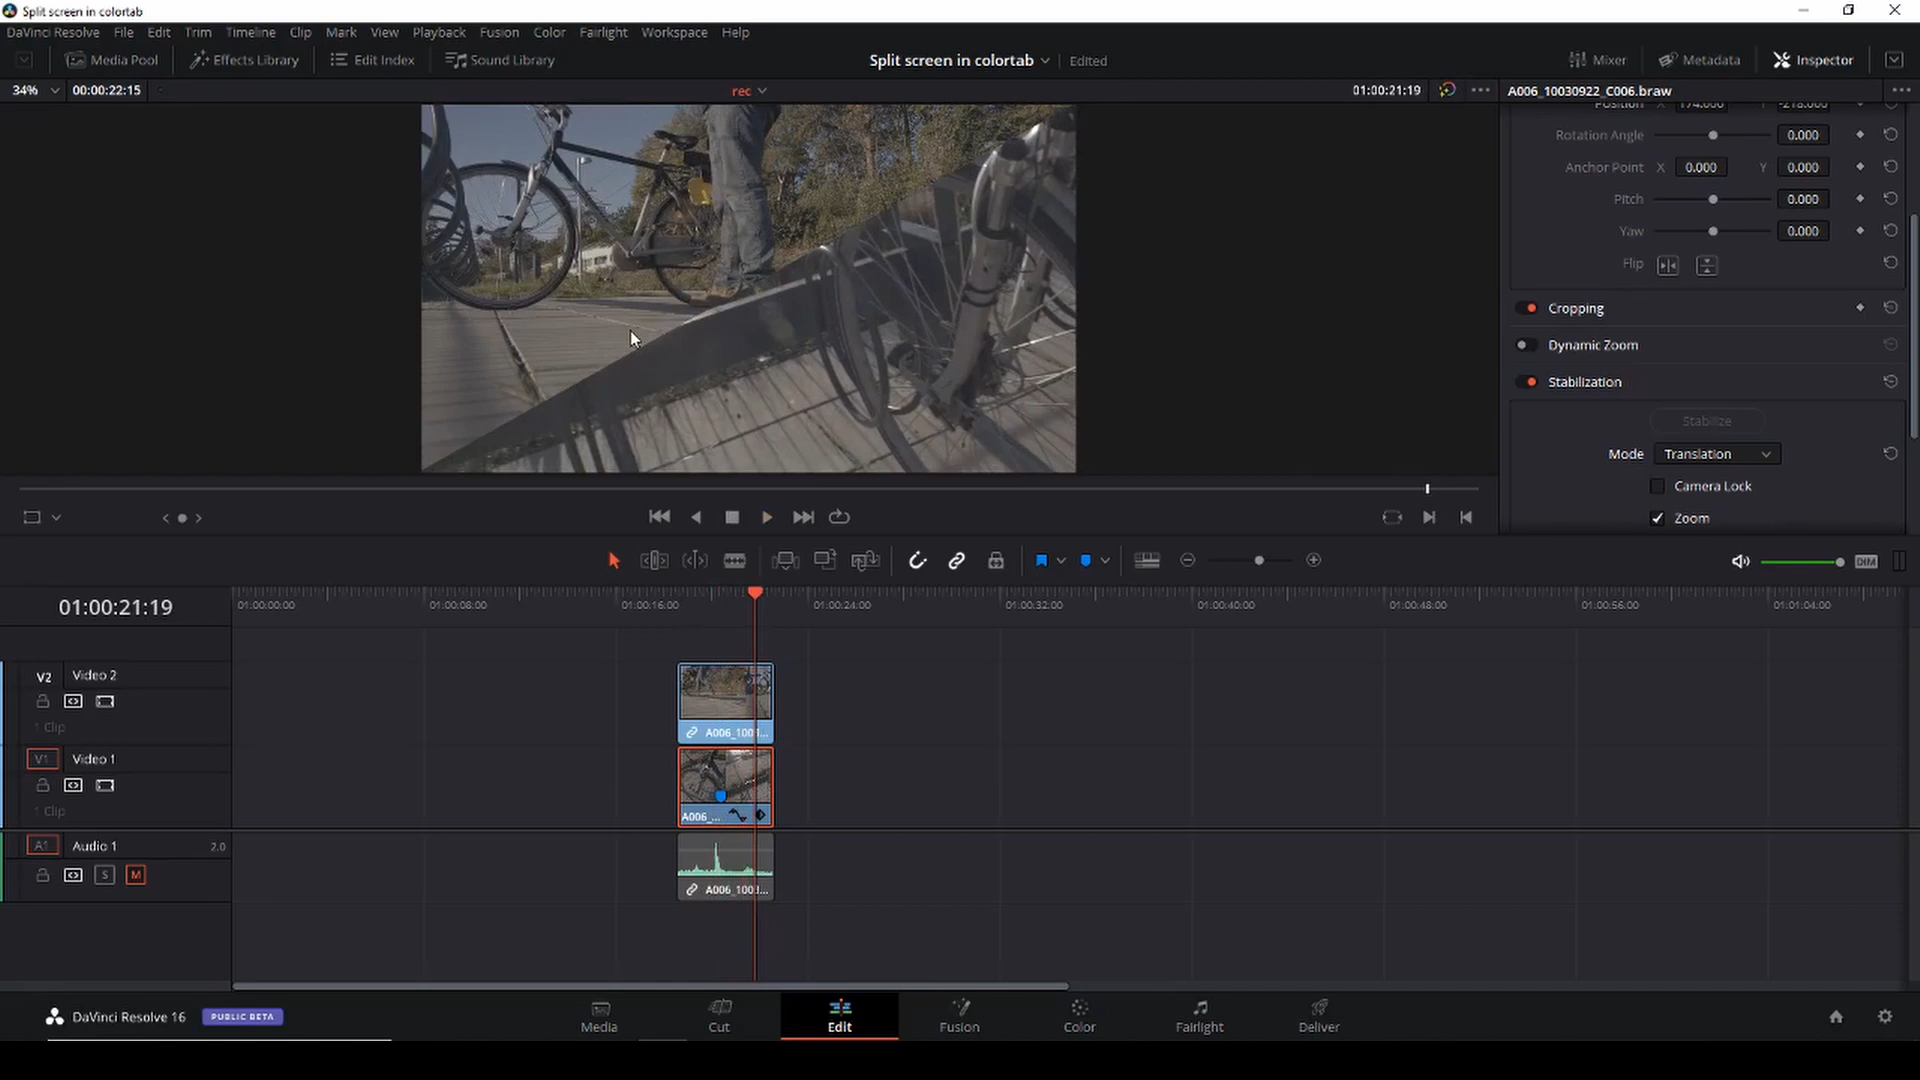 Split screen in colortab
DaVinci Resolve File Edit Trim Timeline Clip Mark View Playback Fusion Color Fairlight Workspace Help
Media Pool Effects Library Edit Index Sound Library Split screen in colortab Edited Mixer Metadata Inspector
34% 00:00:22:15 rec 01:00:21:19 A006_10030922_C006.braw
Position X 174.000 Y -218.000
Rotation Angle 0.000
Anchor Point X 0.000 Y 0.000
Pitch 0.000
Yaw 0.000
Flip
Cropping
Dynamic Zoom
Stabilization
Stabilize
Mode Translation
Camera Lock
Zoom
DIM
01:00:21:19 01:00:00:00 01:00:08:00 01:00:16:00 01:00:24:00 01:00:32:00 01:00:40:00 01:00:48:00 01:00:56:00 01:01:04:00
V2 Video 2
1 Clip
A006_100...
V1 Video 1
1 Clip
A006_...
A1 Audio 1 2.0
S M
A006_100...
DaVinci Resolve 16 PUBLIC BETA Media Cut Edit Fusion Color Fairlight Deliver